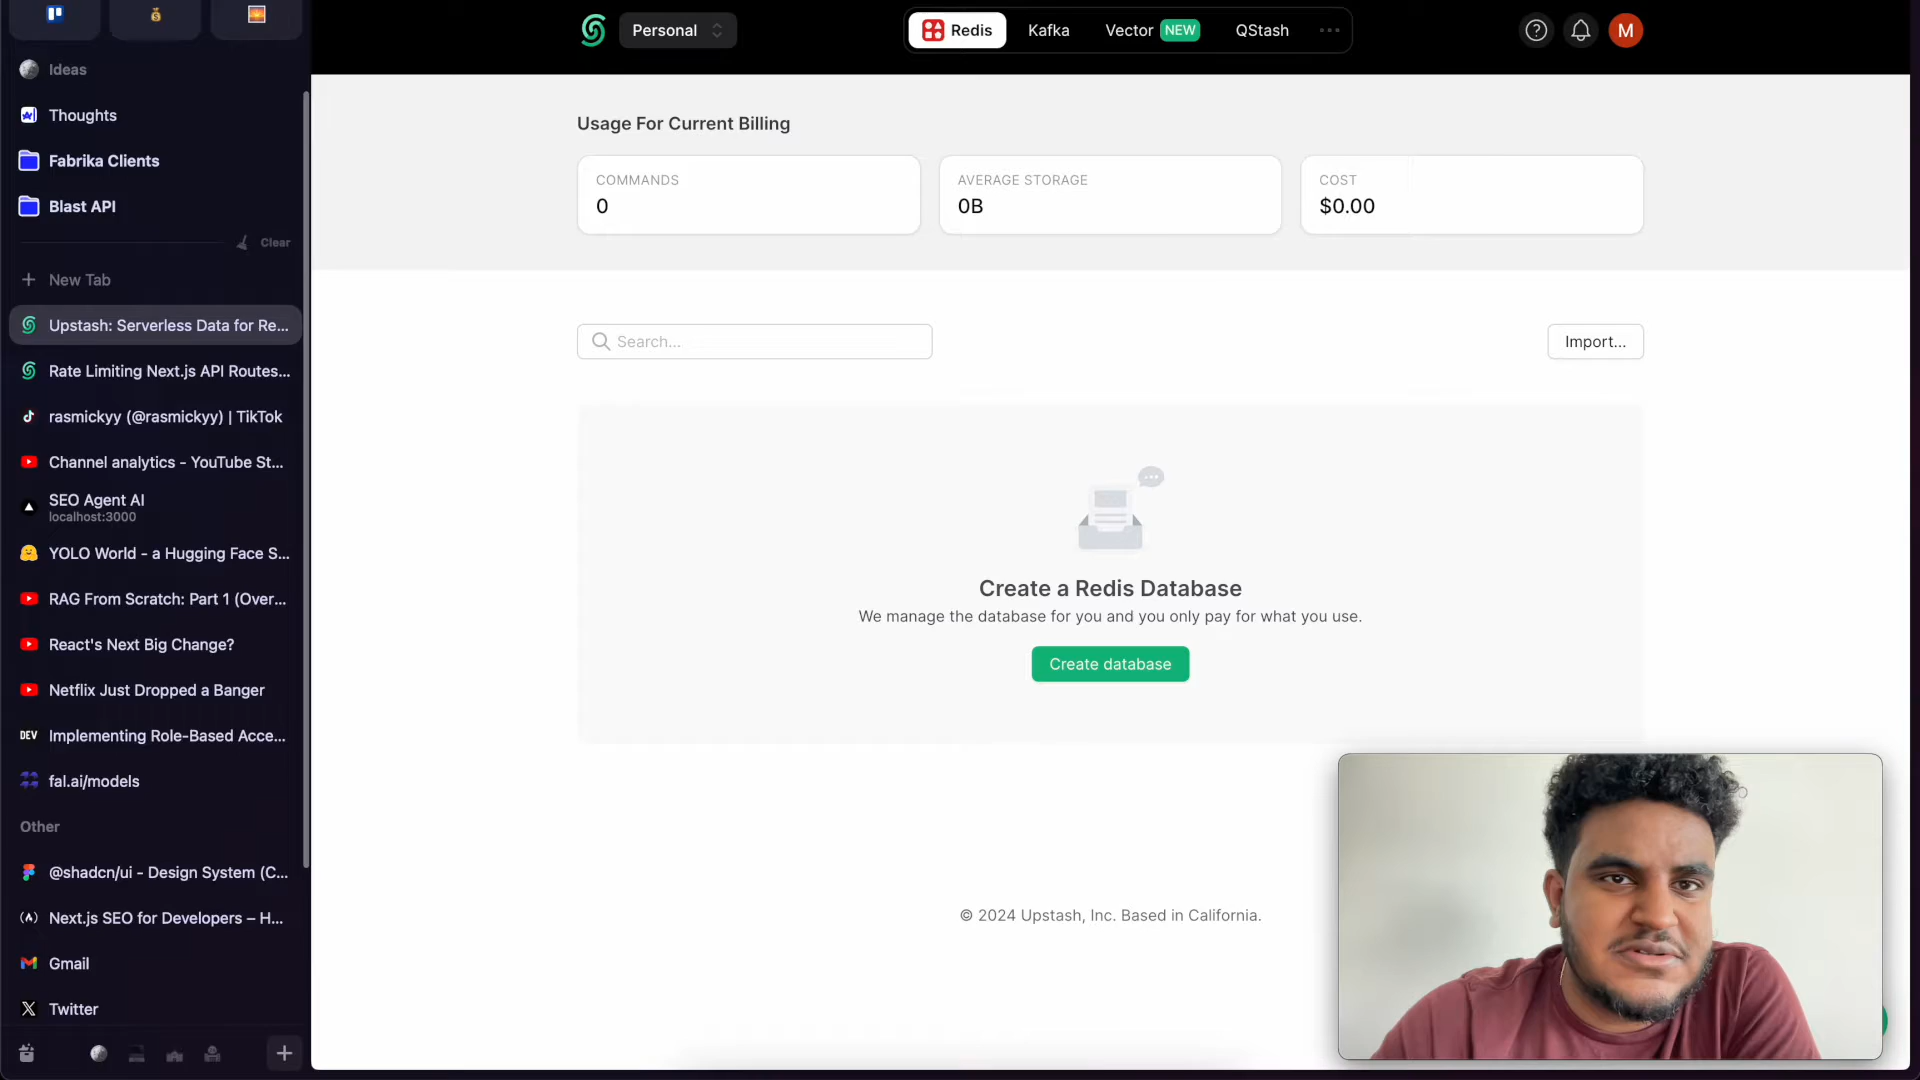 Ideas
Thoughts
Fabrika Clients
Blast API
Clear
New Tab
Upstash: Serverless Data for Re...
Rate Limiting Next.js API Routes...
rasmickyy (@rasmickyy) | TikTok
Channel analytics - YouTube St...
SEO Agent AI
localhost:3000
YOLO World - a Hugging Face S...
RAG From Scratch: Part 1 (Over...
React's Next Big Change?
Netflix Just Dropped a Banger
DEV Implementing Role-Based Acce...
fal.ai/models
Other
@shadcn/ui - Design System (C...
Next.js SEO for Developers – H...
Gmail
Twitter
Personal
Redis Kafka Vector NEW QStash
M
Usage For Current Billing
COMMANDS
0
AVERAGE STORAGE
0B
COST
$0.00
Search...
Import...
Create a Redis Database
We manage the database for you and you only pay for what you use.
Create database
© 2024 Upstash, Inc. Based in California.